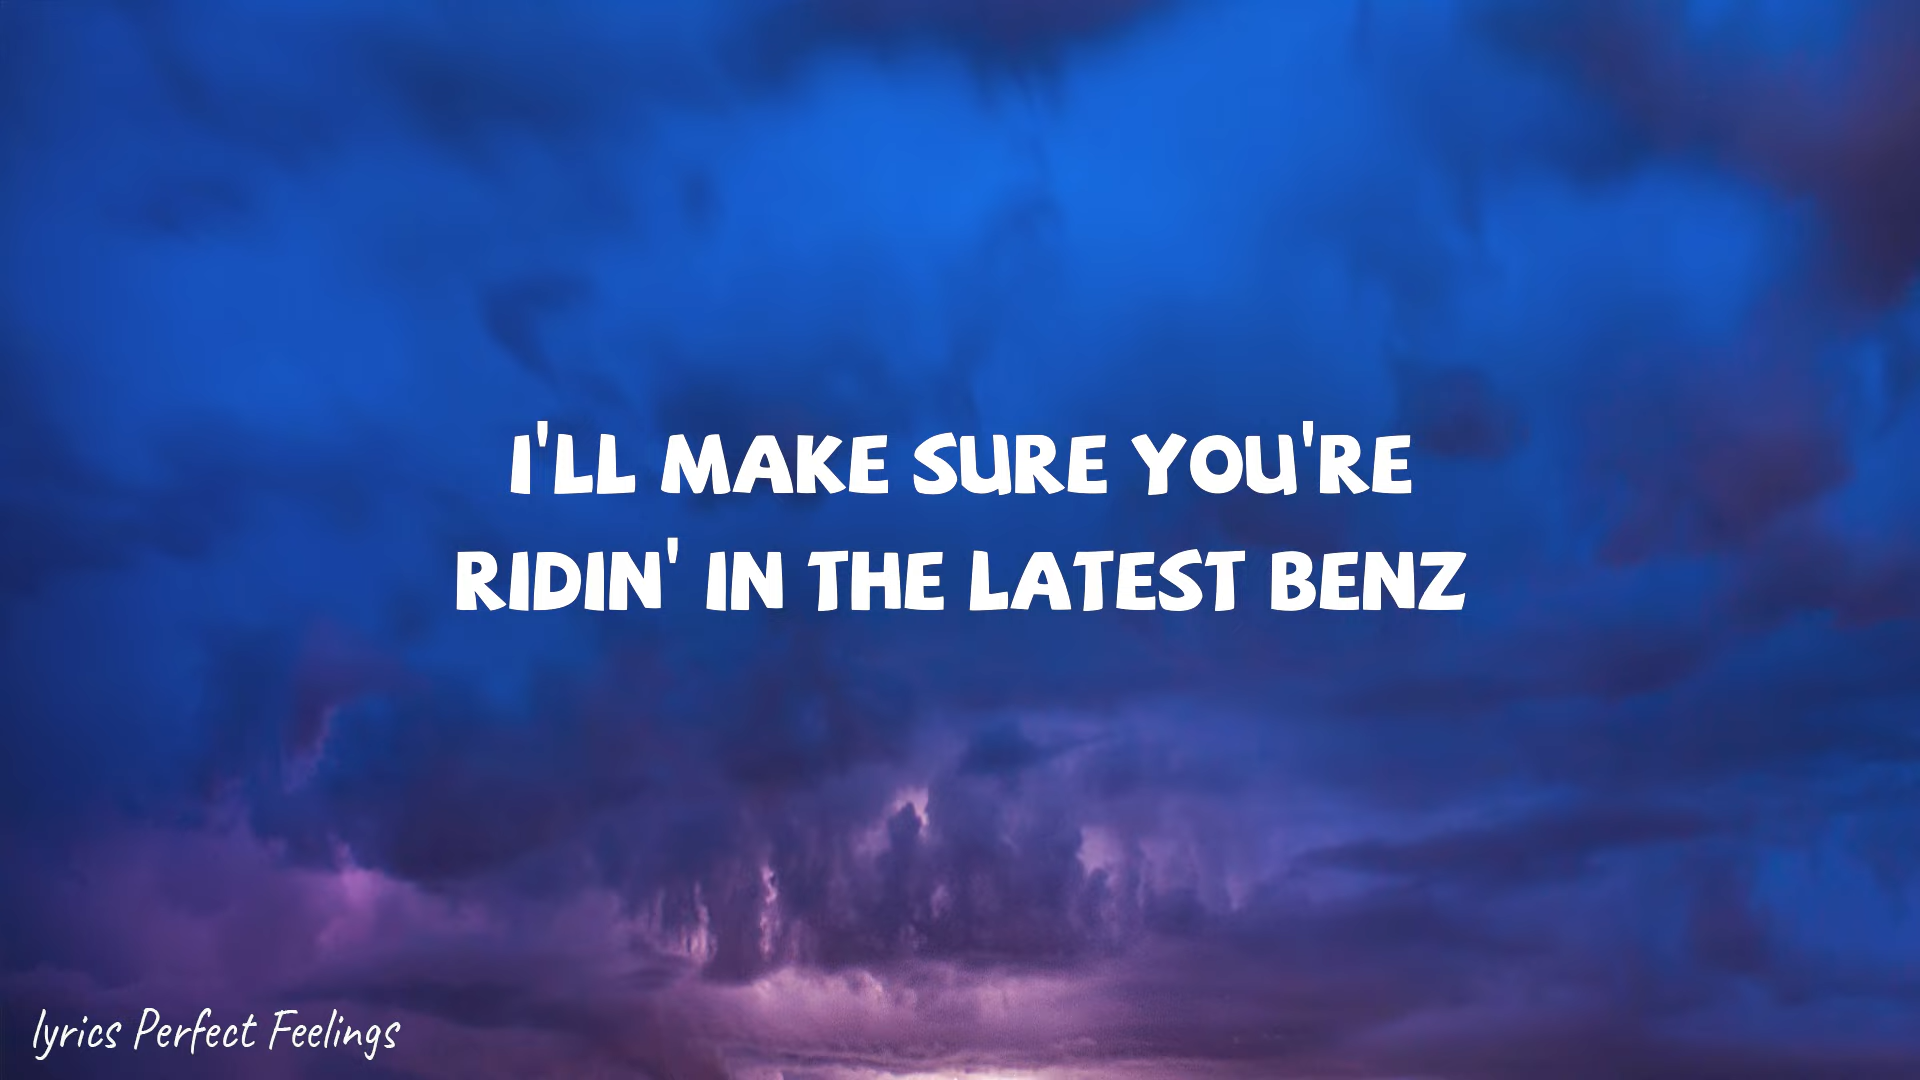 I'LL MAKE SURE YOU'RE
RIDIN' IN THE LATEST BENZ
lyrics Perfect Feelings